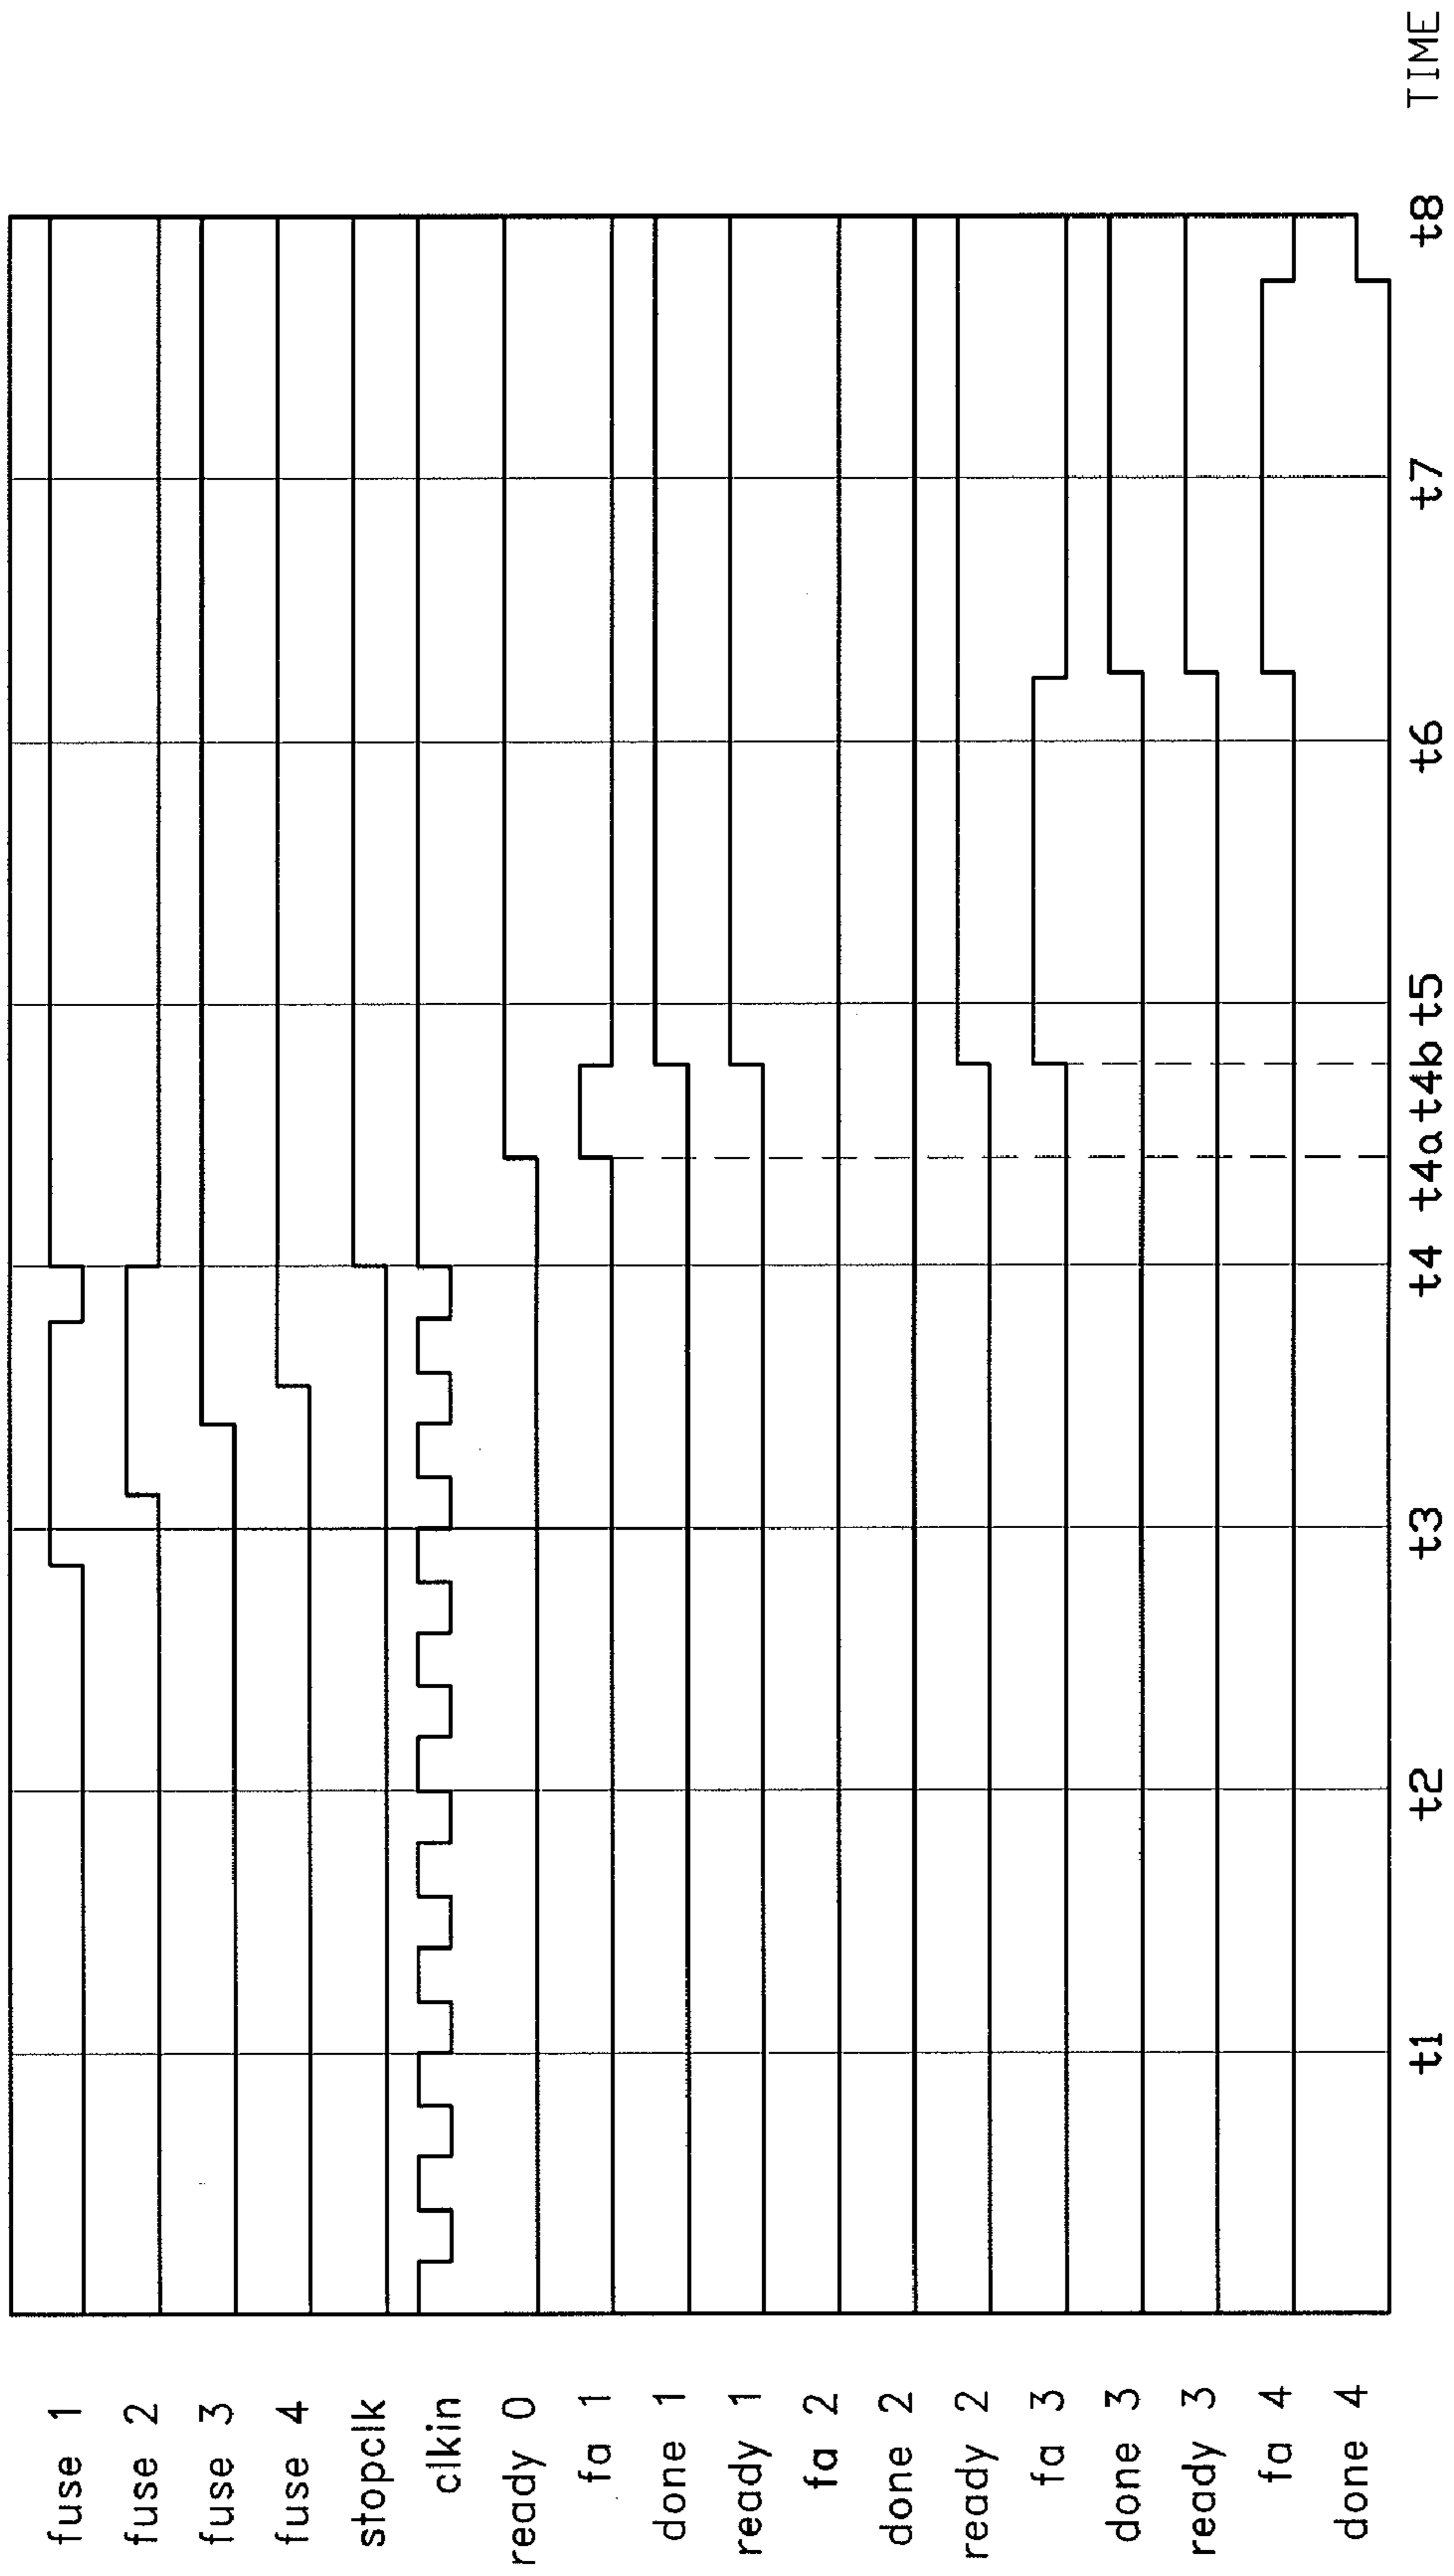 fuse 1
fuse 2
fuse 3
fuse 4
stopclk
clkin
ready 0
fa 1
done 1
ready 1
fa 2
done 2
ready 2
fa 3
done 3
ready 3
fa 4
done 4
t1 t2 t3 t4 t4a t4b t5 t6 t7 t8 TIME